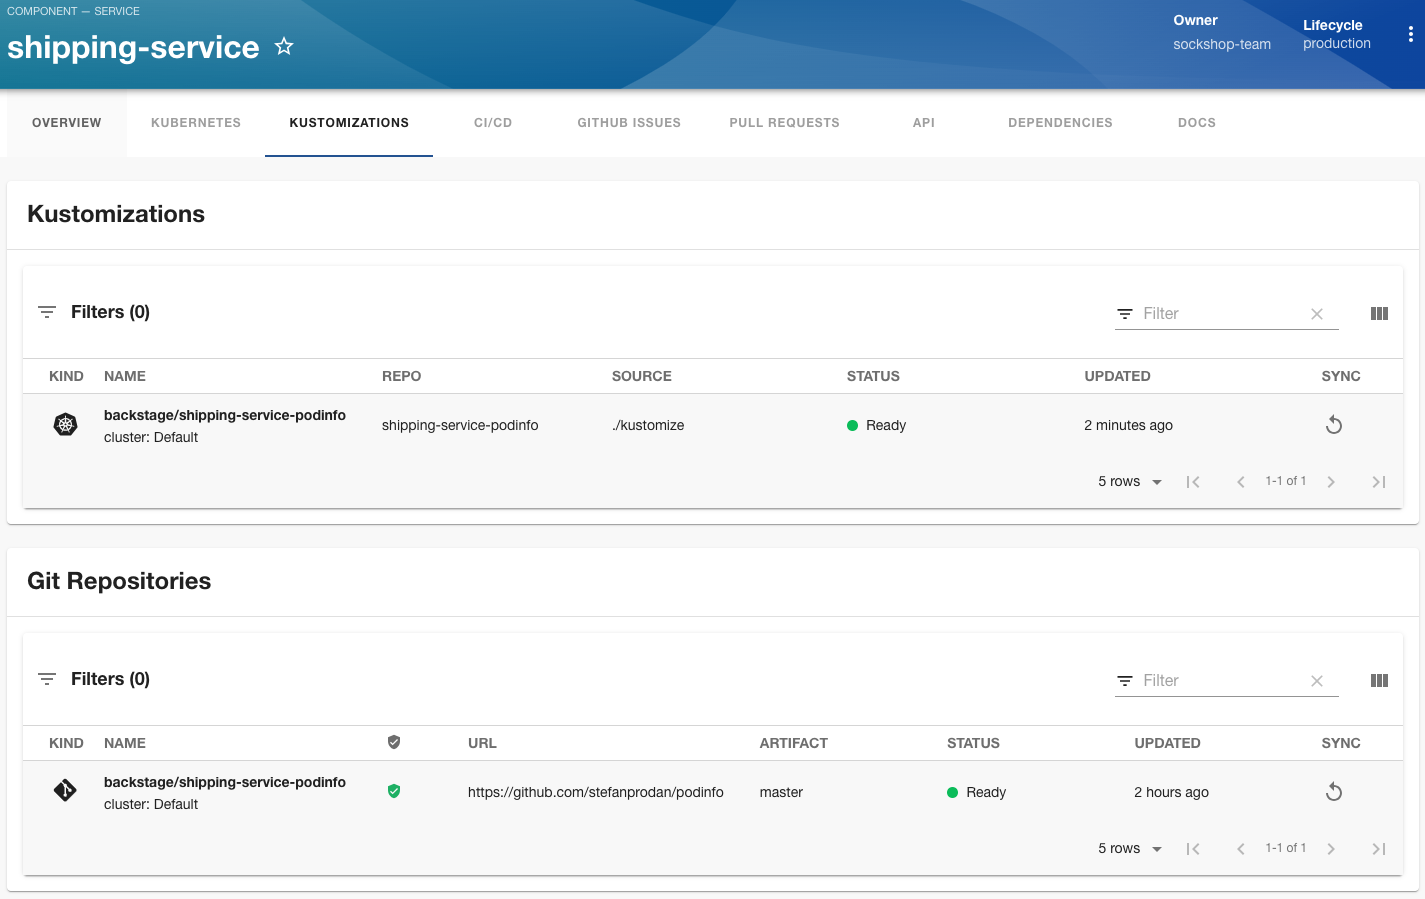 COMPONENT — SERVICE
shipping-service
Owner
sockshop-team
Lifecycle
production
OVERVIEW KUBERNETES KUSTOMIZATIONS CI/CD GITHUB ISSUES PULL REQUESTS API DEPENDENCIES DOCS
Kustomizations
Filters (0) Filter
KIND NAME REPO SOURCE STATUS UPDATED SYNC
backstage/shipping-service-podinfo
cluster: Default
shipping-service-podinfo ./kustomize Ready 2 minutes ago
5 rows 1-1 of 1
Git Repositories
Filters (0) Filter
KIND NAME URL ARTIFACT STATUS UPDATED SYNC
backstage/shipping-service-podinfo
cluster: Default
https://github.com/stefanprodan/podinfo master Ready 2 hours ago
5 rows 1-1 of 1